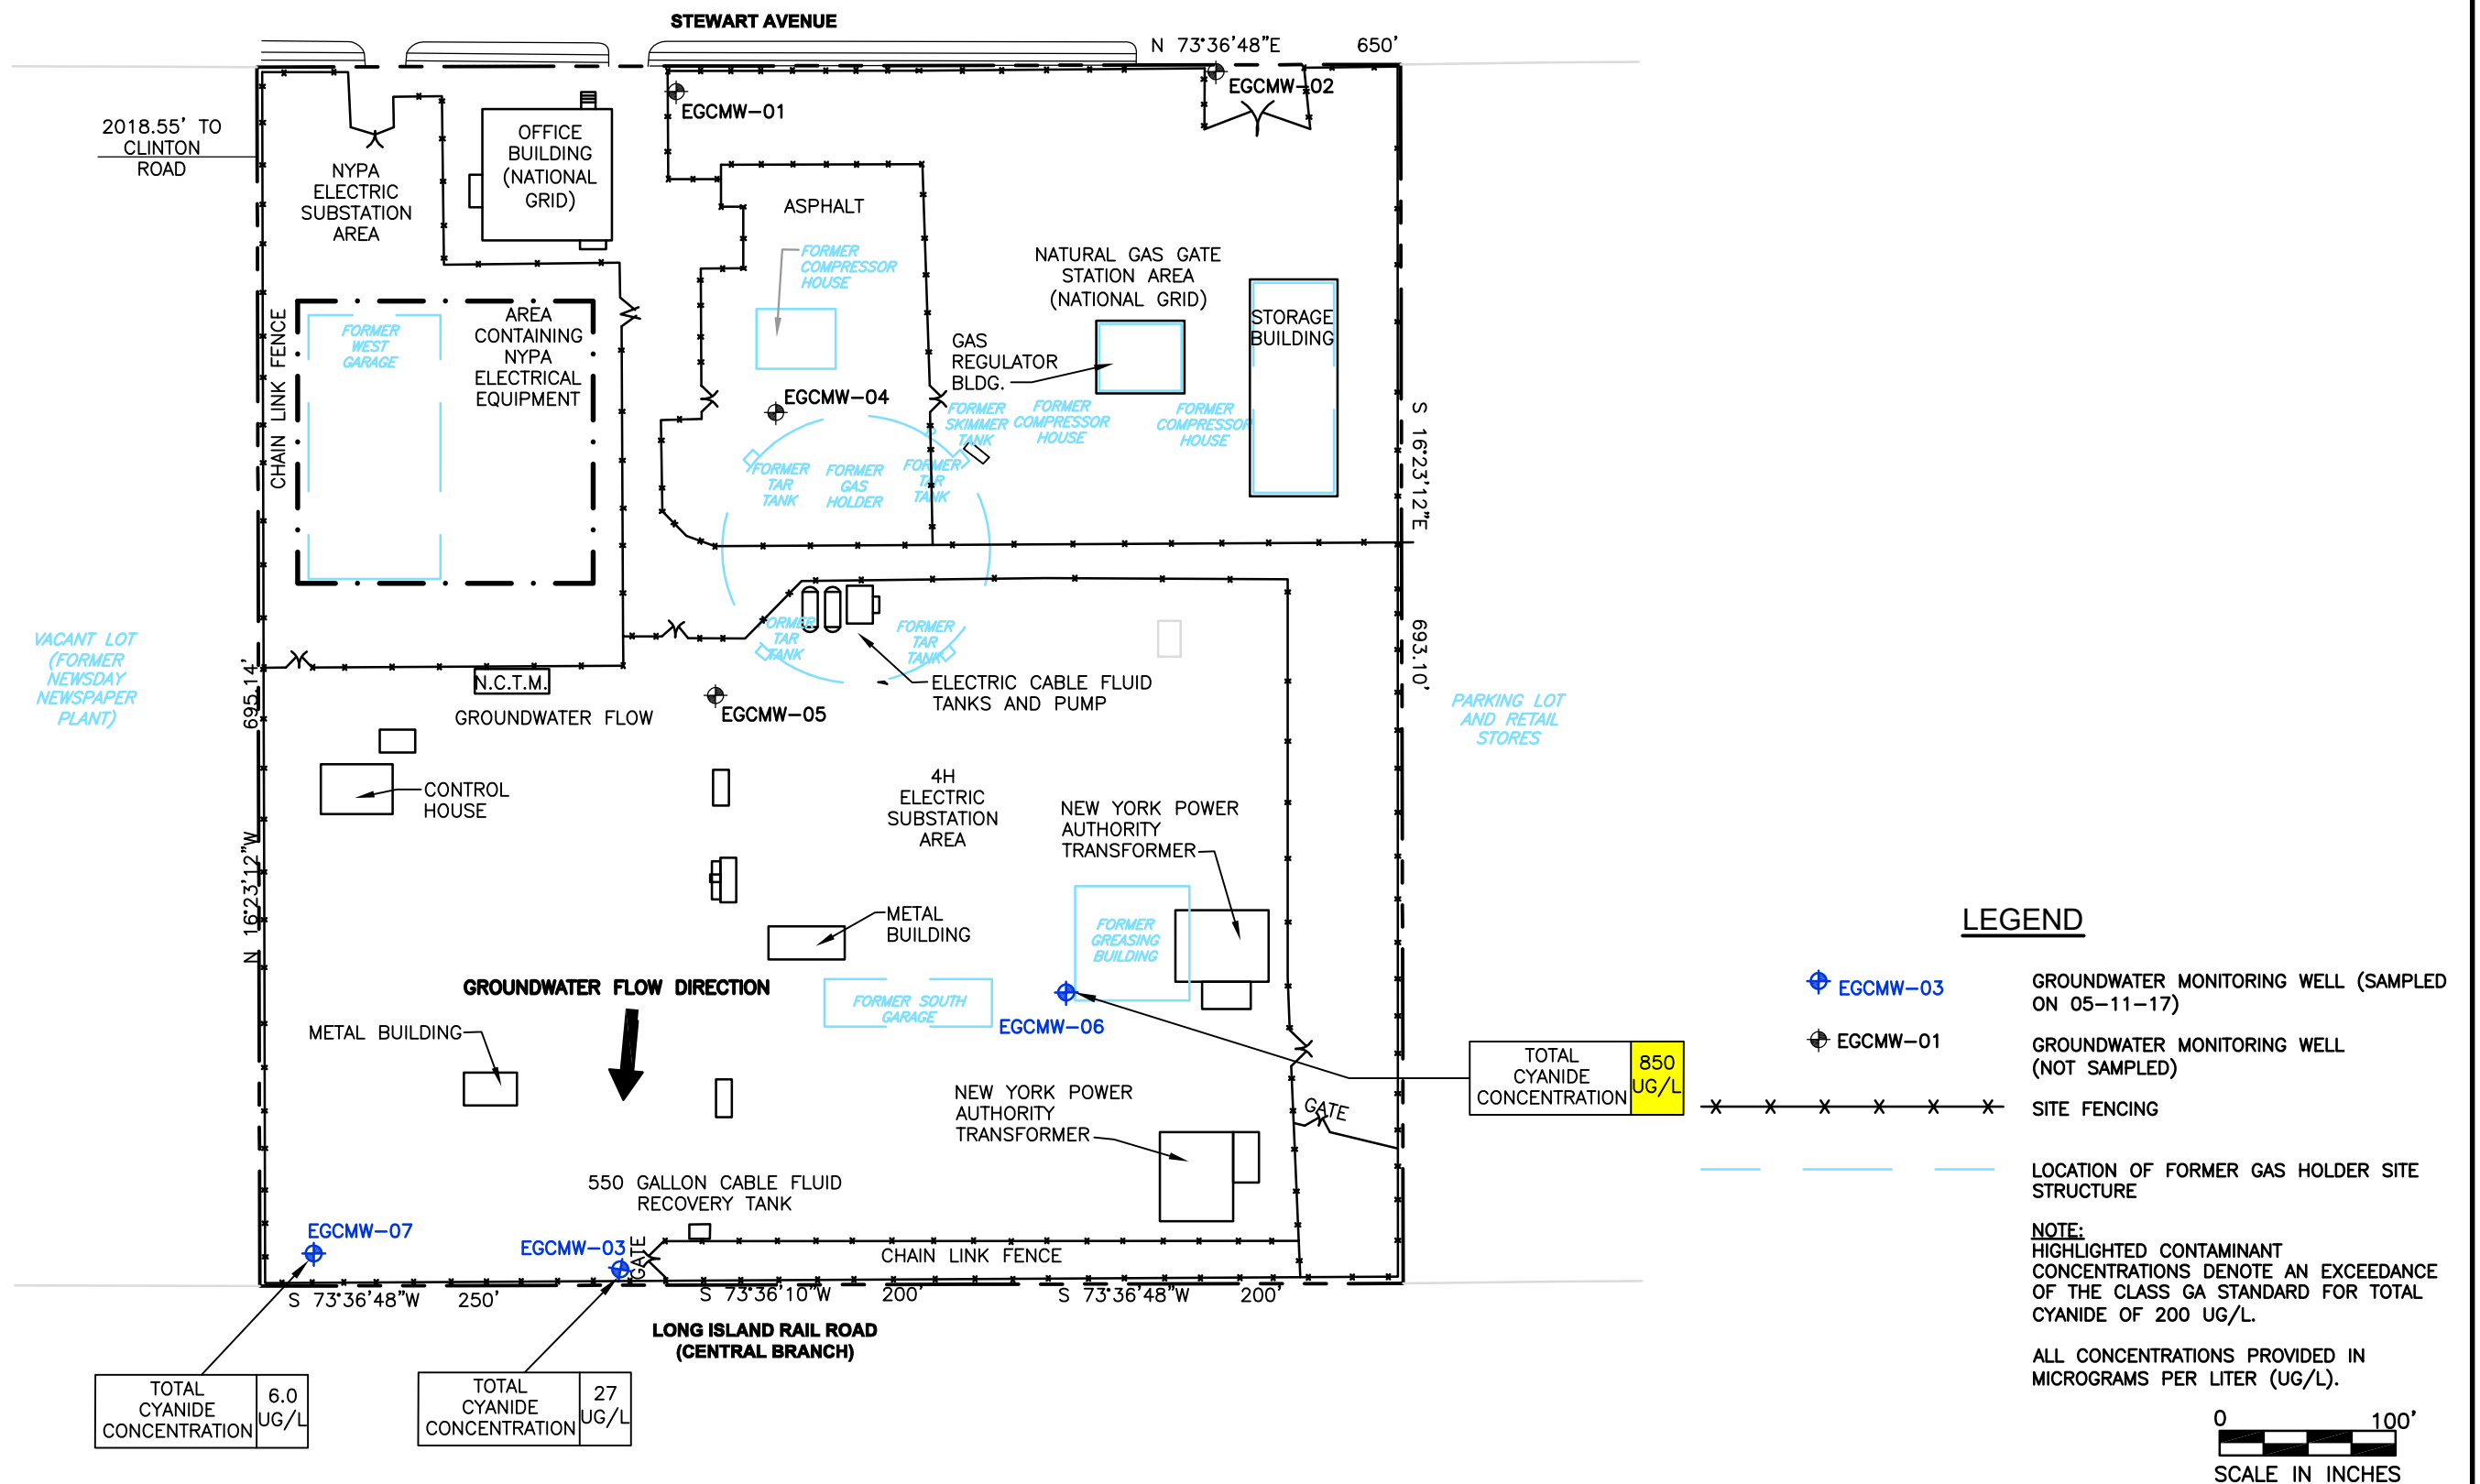 STEWART AVENUE
N 73°36'48"E 650'
EGCMW-01
EGCMW-02
2018.55' TO
CLINTON
ROAD
NYPA
ELECTRIC
SUBSTATION
AREA
OFFICE
BUILDING
(NATIONAL
GRID)
ASPHALT
FORMER
COMPRESSOR
HOUSE
NATURAL GAS GATE
STATION AREA
(NATIONAL GRID)
STORAGE
BUILDING
CHAIN LINK FENCE
FORMER
WEST
GARAGE
AREA
CONTAINING
NYPA
ELECTRICAL
EQUIPMENT
GAS
REGULATOR
BLDG.
EGCMW-04
FORMER
SKIMMER
TANK
FORMER
COMPRESSOR
HOUSE
FORMER
COMPRESSOR
HOUSE
FORMER
TAR
TANK
FORMER
GAS
HOLDER
FORMER
TAR
TANK
S 16°23'12"E
693.10'
VACANT LOT
(FORMER
NEWSDAY
NEWSPAPER
PLANT)
FORMER
TAR
TANK
FORMER
TAR
TANK
695.14'
N 16°23'12"W
N.C.T.M.
GROUNDWATER FLOW
EGCMW-05
ELECTRIC CABLE FLUID
TANKS AND PUMP
PARKING LOT
AND RETAIL
STORES
CONTROL
HOUSE
4H
ELECTRIC
SUBSTATION
AREA
NEW YORK POWER
AUTHORITY
TRANSFORMER
METAL
BUILDING
FORMER
GREASING
BUILDING
GROUNDWATER FLOW DIRECTION
FORMER SOUTH
GARAGE
EGCMW-06
METAL BUILDING
NEW YORK POWER
AUTHORITY
TRANSFORMER
GATE
TOTAL
CYANIDE
CONCENTRATION
850
UG/L
550 GALLON CABLE FLUID
RECOVERY TANK
EGCMW-07
EGCMW-03
GATE
CHAIN LINK FENCE
S 73°36'48"W 250'
S 73°36'10"W 200'
S 73°36'48"W 200'
LONG ISLAND RAIL ROAD
(CENTRAL BRANCH)
TOTAL
CYANIDE
CONCENTRATION
6.0
UG/L
TOTAL
CYANIDE
CONCENTRATION
27
UG/L
LEGEND
EGCMW-03
GROUNDWATER MONITORING WELL (SAMPLED
ON 05-11-17)
EGCMW-01
GROUNDWATER MONITORING WELL
(NOT SAMPLED)
SITE FENCING
LOCATION OF FORMER GAS HOLDER SITE
STRUCTURE
NOTE:
HIGHLIGHTED CONTAMINANT
CONCENTRATIONS DENOTE AN EXCEEDANCE
OF THE CLASS GA STANDARD FOR TOTAL
CYANIDE OF 200 UG/L.
ALL CONCENTRATIONS PROVIDED IN
MICROGRAMS PER LITER (UG/L).
0 100'
SCALE IN INCHES